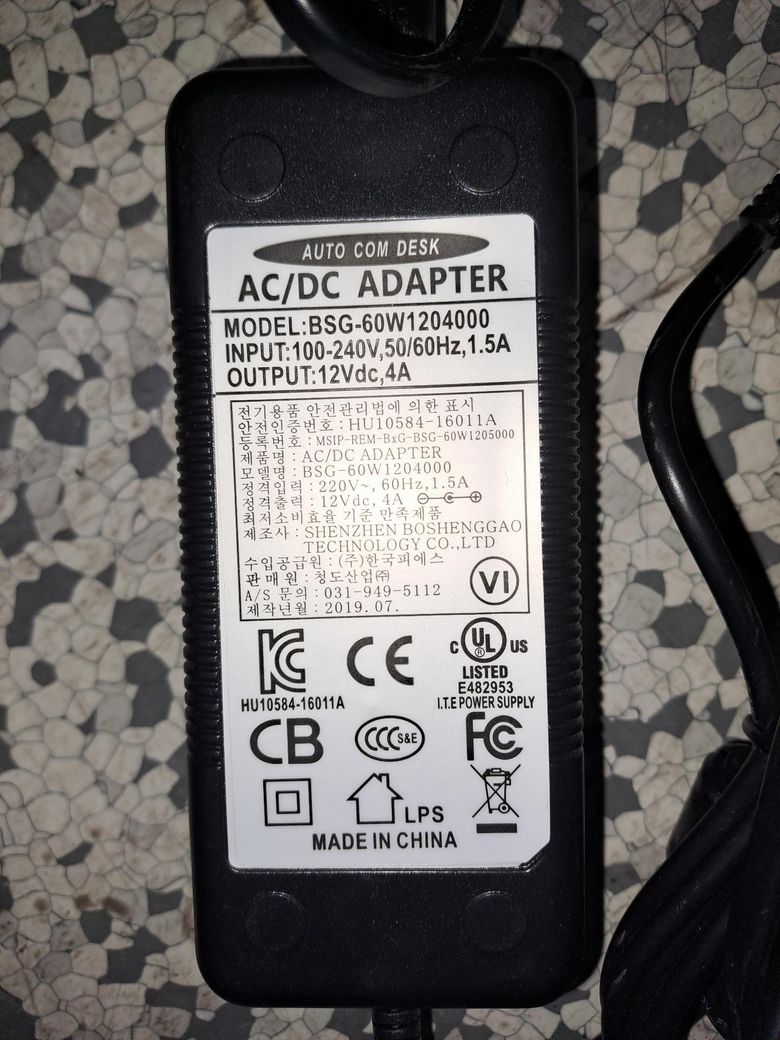 AUTO COM DESK
AC/DC ADAPTER
MODEL:BSG-60W1204000
INPUT:100-240V,50/60Hz,1.5A
OUTPUT:12Vdc,4A
전기용품 안전관리법에 의한 표시
안전인증번호 : HU10584-16011A
등록번호 : MSIP-REM-BxG-BSG-60W1205000
제품명 : AC/DC ADAPTER
모델명 : BSG-60W1204000
정격입력 : 220V~, 60Hz,1.5A
정격출력 : 12Vdc, 4A
최저소비효율 기준 만족제품
제조사 : SHENZHEN BOSHENGGAO
TECHNOLOGY CO.,LTD
수입공급원 : (주)한국피에스
판 매 원 : 청도산업㈜
A/S 문의 : 031-949-5112
제작년월 : 2019. 07.
VI
KC CE c UL ® US
LISTED
E482953
HU10584-16011A I.T.E POWER SUPPLY
CB CCC S&E FC
LPS
MADE IN CHINA